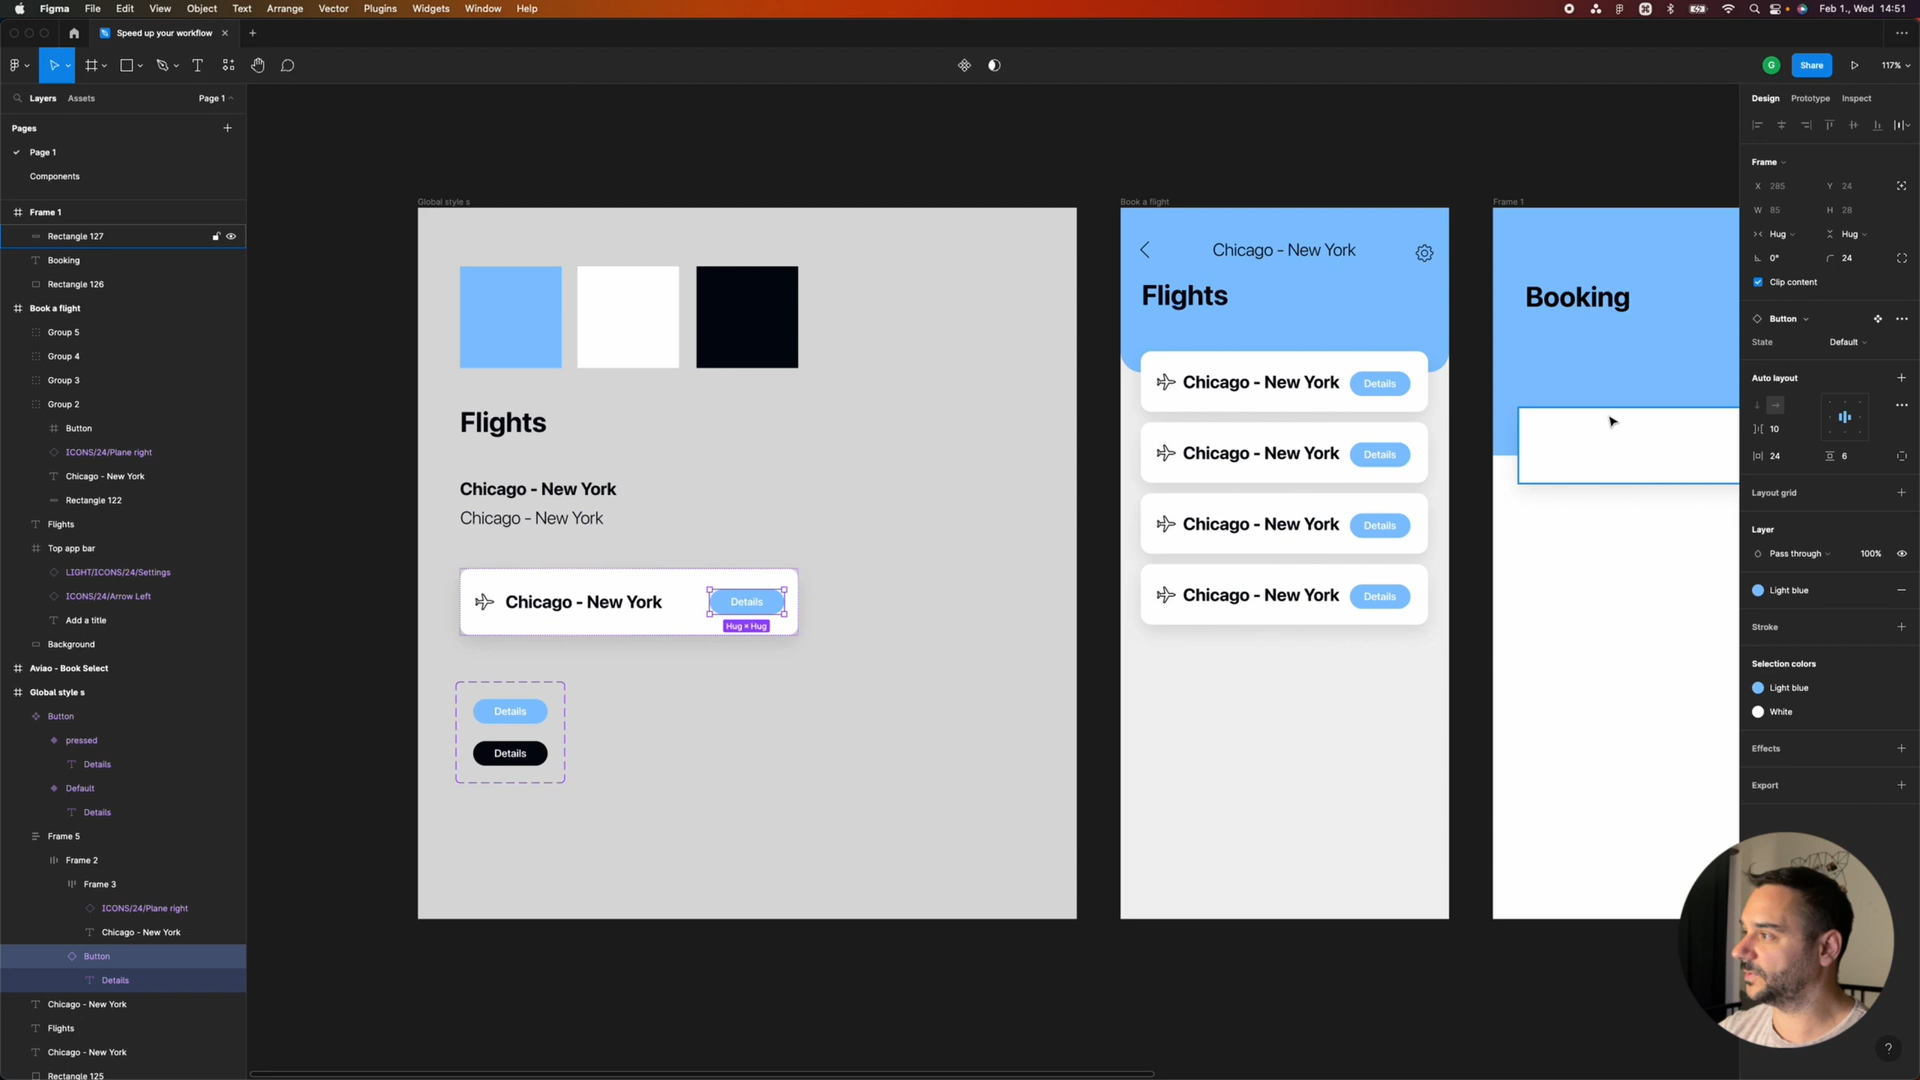 Figma File Edit View Object Text Arrange Vector Plugins Widgets Window Help
Feb 1., Wed 14:51
Speed up your workflow
G
Share
117%
Layers Assets Page 1
Pages
Page 1
Components
Frame 1
Rectangle 127
Booking
Rectangle 126
Book a flight
Group 5
Group 4
Group 3
Group 2
Button
ICONS/24/Plane right
Chicago - New York
Rectangle 122
Flights
Top app bar
LIGHT/ICONS/24/Settings
ICONS/24/Arrow Left
Add a title
Background
Aviao - Book Select
Global style s
Button
pressed
Details
Default
Details
Frame 5
Frame 2
Frame 3
ICONS/24/Plane right
Chicago - New York
Button
Details
Chicago - New York
Flights
Chicago - New York
Rectangle 125
Global style s
Flights
Chicago - New York
Chicago - New York
Chicago - New York
Details
Hug × Hug
Details
Details
Book a flight
Chicago - New York
Flights
Chicago - New York Details
Chicago - New York Details
Chicago - New York Details
Chicago - New York Details
Frame 1
Booking
Design Prototype Inspect
Frame
X 285 Y 24
W 85 H 28
Hug Hug
0° 24
Clip content
Button
State Default
Auto layout
10
24 6
Layout grid
Layer
Pass through 100%
Light blue
Stroke
Selection colors
Light blue
White
Effects
Export
?